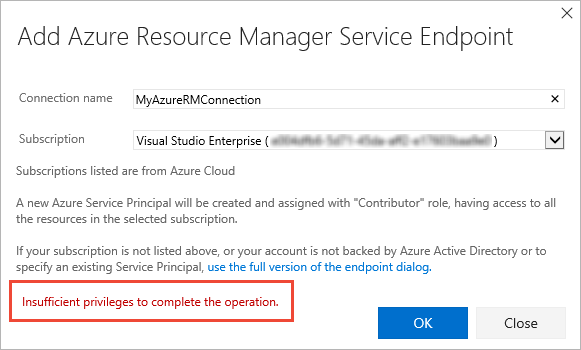 Add Azure Resource Manager Service Endpoint
Connection name MyAzureRMConnection
Subscription Visual Studio Enterprise ( )
Subscriptions listed are from Azure Cloud
A new Azure Service Principal will be created and assigned with "Contributor" role, having access to all
the resources in the selected subscription.
If your subscription is not listed above, or your account is not backed by Azure Active Directory or to
specify an existing Service Principal, use the full version of the endpoint dialog.
Insufficient privileges to complete the operation.
OK Close